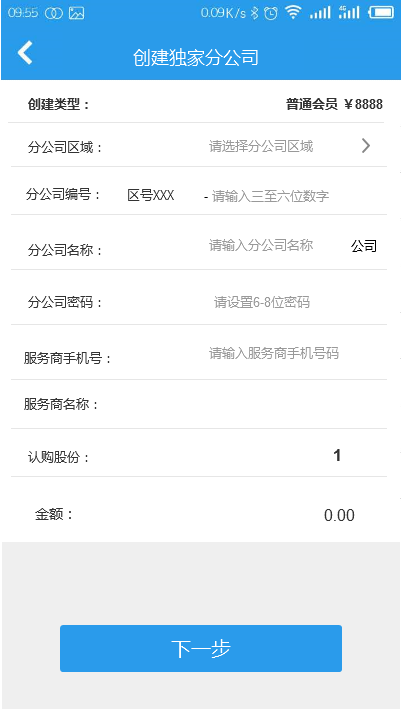 09:55 0.09K/s 4G
创建独家分公司
创建类型： 普通会员 ¥8888
分公司区域： 请选择分公司区域
分公司编号： 区号XXX - 请输入三至六位数字
分公司名称： 请输入分公司名称 公司
分公司密码： 请设置6-8位密码
服务商手机号： 请输入服务商手机号码
服务商名称：
认购股份： 1
金额： 0.00
下一步